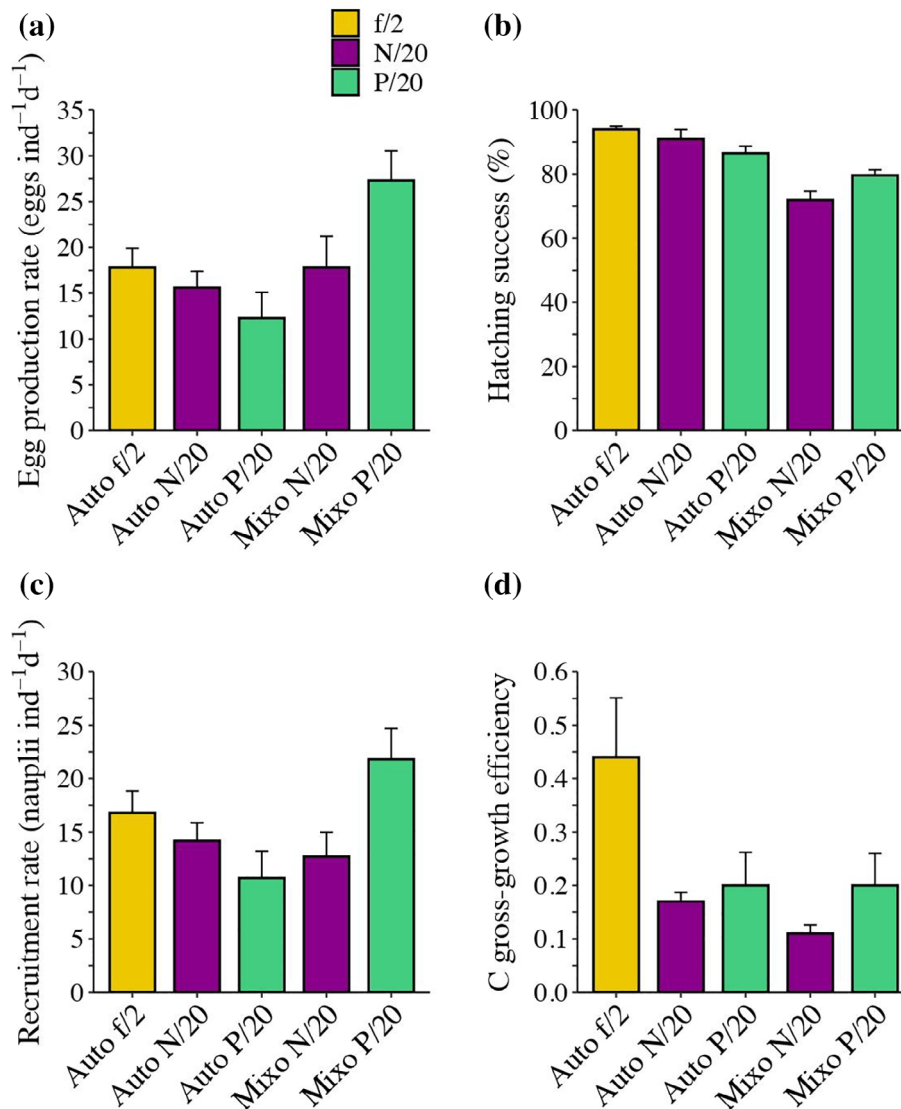 (a)
f/2
N/20
P/20
Egg production rate (eggs ind⁻¹d⁻¹)
35
30
25
20
15
10
5
0
Auto f/2
Auto N/20
Auto P/20
Mixo N/20
Mixo P/20
(b)
Hatching success (%)
100
80
60
40
20
0
Auto f/2
Auto N/20
Auto P/20
Mixo N/20
Mixo P/20
(c)
Recruitment rate (nauplii ind⁻¹d⁻¹)
30
25
20
15
10
5
0
Auto f/2
Auto N/20
Auto P/20
Mixo N/20
Mixo P/20
(d)
C gross-growth efficiency
0.6
0.5
0.4
0.3
0.2
0.1
0.0
Auto f/2
Auto N/20
Auto P/20
Mixo N/20
Mixo P/20